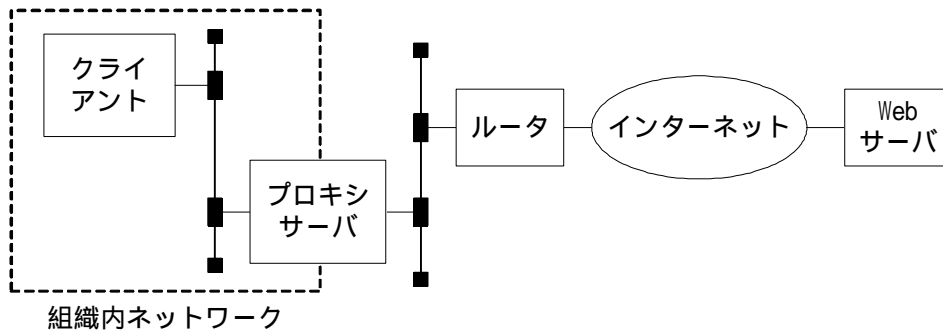 クライ
アント
プロキシ
サーバ
ルータ
インターネット
Web
サーバ
組織内ネットワーク